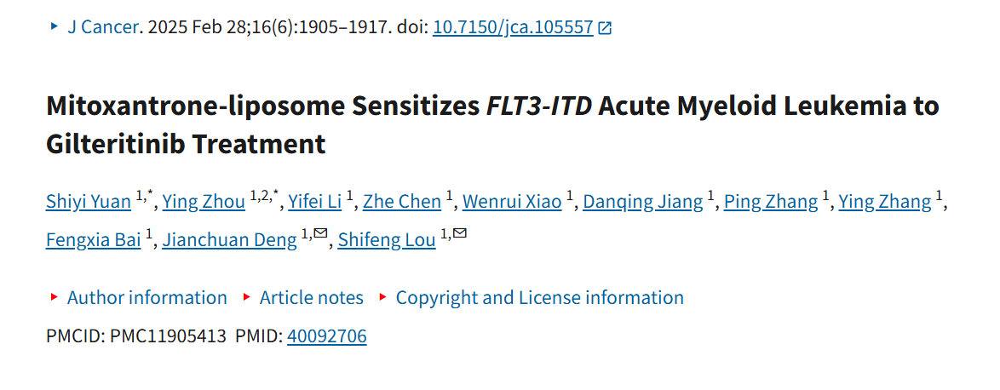 ▸ J Cancer. 2025 Feb 28;16(6):1905–1917. doi: 10.7150/jca.105557
Mitoxantrone-liposome Sensitizes FLT3-ITD Acute Myeloid Leukemia to
Gilteritinib Treatment
Shiyi Yuan 1,*, Ying Zhou 1,2,*, Yifei Li 1, Zhe Chen 1, Wenrui Xiao 1, Danqing Jiang 1, Ping Zhang 1, Ying Zhang 1,
Fengxia Bai 1, Jianchuan Deng 1,✉, Shifeng Lou 1,✉
▸ Author information ▸ Article notes ▸ Copyright and License information
PMCID: PMC11905413 PMID: 40092706